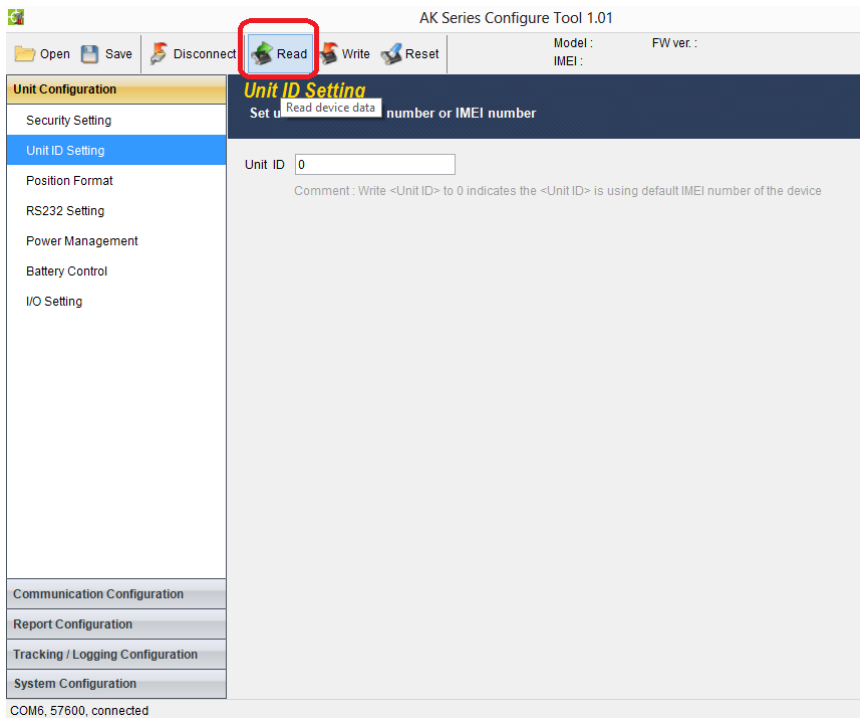 AK Series Configure Tool 1.01
Open Save Disconnect Read Write Reset Model : FW ver. :
IMEI :
Unit Configuration
Security Setting
Unit ID Setting
Position Format
RS232 Setting
Power Management
Battery Control
I/O Setting
Communication Configuration
Report Configuration
Tracking / Logging Configuration
System Configuration
Unit ID Setting
Set u number or IMEI number
Read device data
Unit ID 0
Comment : Write <Unit ID> to 0 indicates the <Unit ID> is using default IMEI number of the device
COM6, 57600, connected